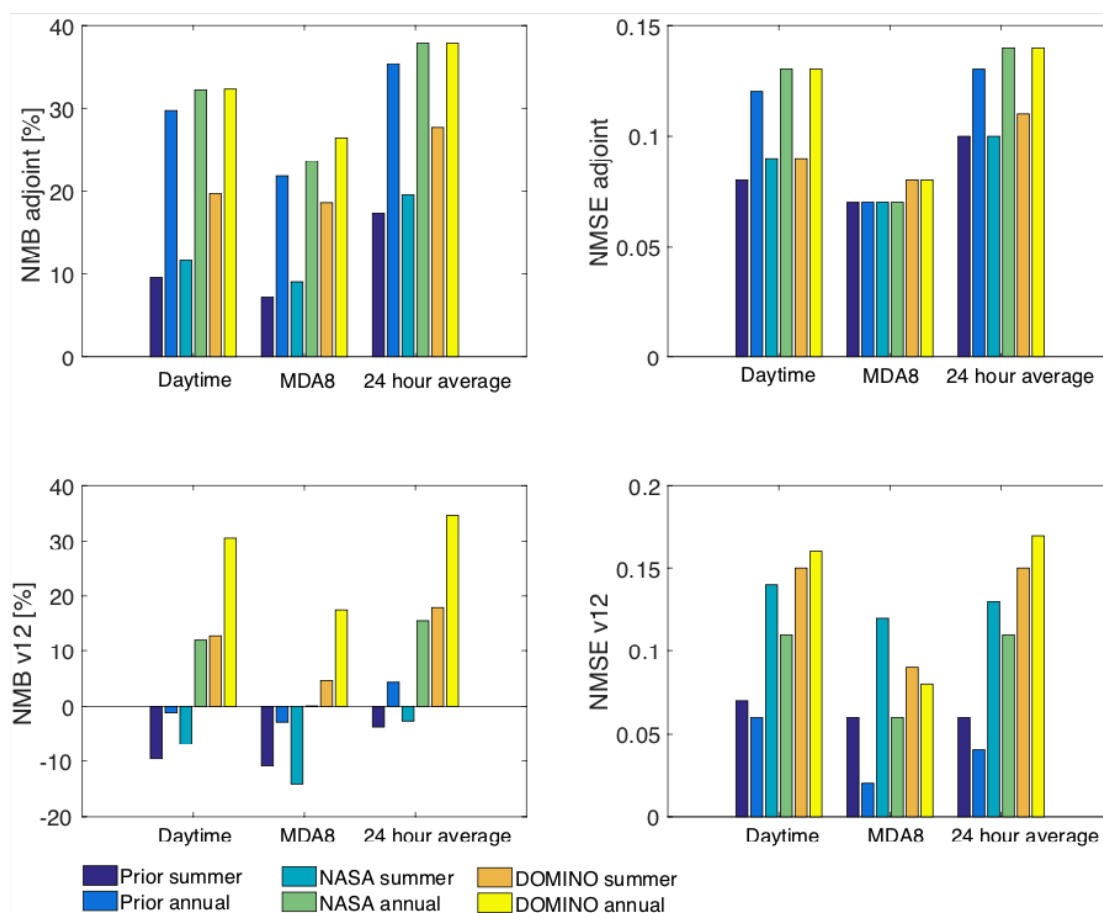 NMB adjoint [%]
40
30
20
10
0
Daytime MDA8 24 hour average
NMSE adjoint
0.15
0.1
0.05
0
Daytime MDA8 24 hour average
NMB v12 [%]
40
30
20
10
0
-10
-20
Daytime MDA8 24 hour average
NMSE v12
0.2
0.15
0.1
0.05
0
Daytime MDA8 24 hour average
Prior summer NASA summer DOMINO summer
Prior annual NASA annual DOMINO annual